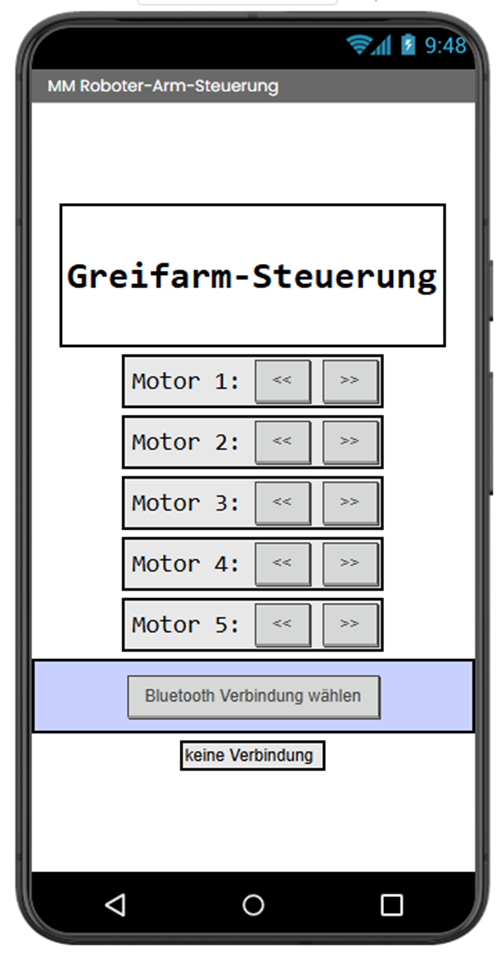 9:48
MM Roboter-Arm-Steuerung
Greifarm-Steuerung
Motor 1: << >>
Motor 2: << >>
Motor 3: << >>
Motor 4: << >>
Motor 5: << >>
Bluetooth Verbindung wählen
keine Verbindung